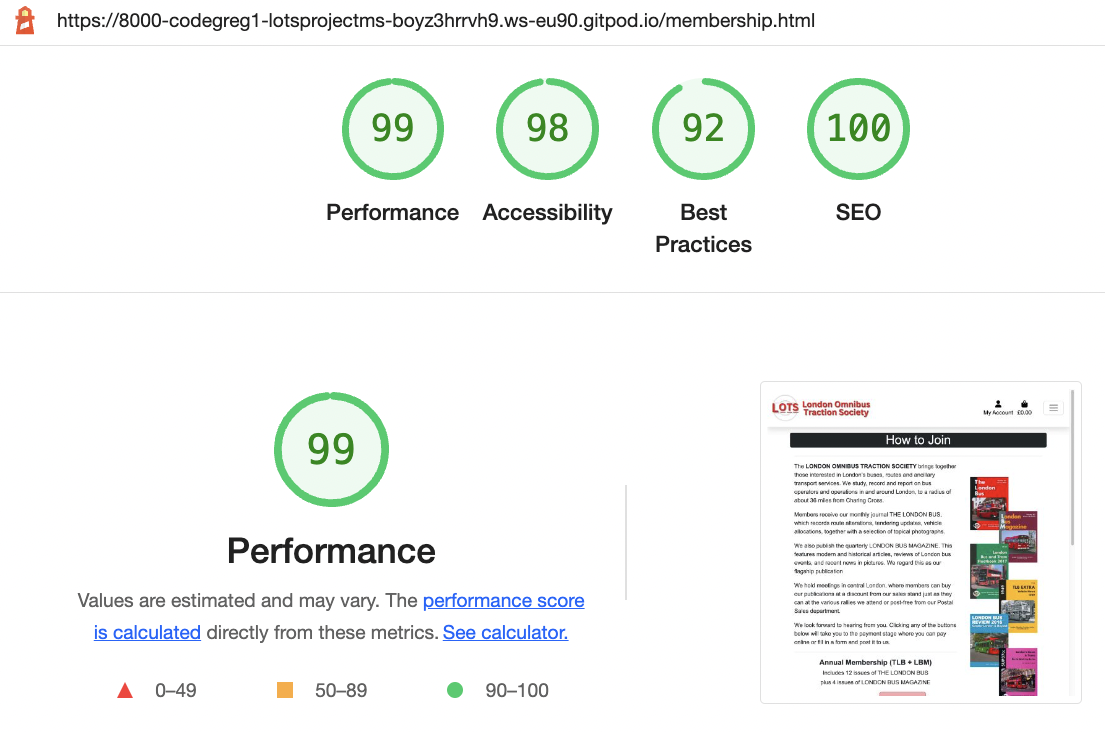 https://8000-codegreg1-lotsprojectms-boyz3hrrvh9.ws-eu90.gitpod.io/membership.html
99
98
92
100
Performance
Accessibility
Best
Practices
SEO
99
Performance
Values are estimated and may vary. The performance score
is calculated directly from these metrics. See calculator.
0–49
50–89
90–100
LOTS
London Omnibus
Traction Society
My Account £0.00
How to Join
The LONDON OMNIBUS TRACTION SOCIETY brings together
those interested in London's buses, routes and ancillary
transport services. We study, record and report on bus
operators and operations in and around London, to a radius of
about 36 miles from Charing Cross.
Members receive our monthly journal THE LONDON BUS,
which records route alterations, tendering updates, vehicle
allocations, together with a selection of topical photographs.
We also publish the quarterly LONDON BUS MAGAZINE. This
features modern and historical articles, reviews of London bus
events, and recent news in pictures. We regard this as our
flagship publication
We hold meetings in central London, where members can buy
our publications at a discount from our sales stand just as they
can at the various rallies we attend or post-free from our Postal
Sales department.
We look forward to hearing from you. Clicking any of the buttons
below will take you to the payment stage where you can pay
online or fill in a form and post it to us.
Annual Membership (TLB + LBM)
Includes 12 issues of THE LONDON BUS
plus 4 issues of LONDON BUS MAGAZINE
The
London
Bus
London
Bus
Magazine
TLB EXTRA
LONDON BUS
REVIEW